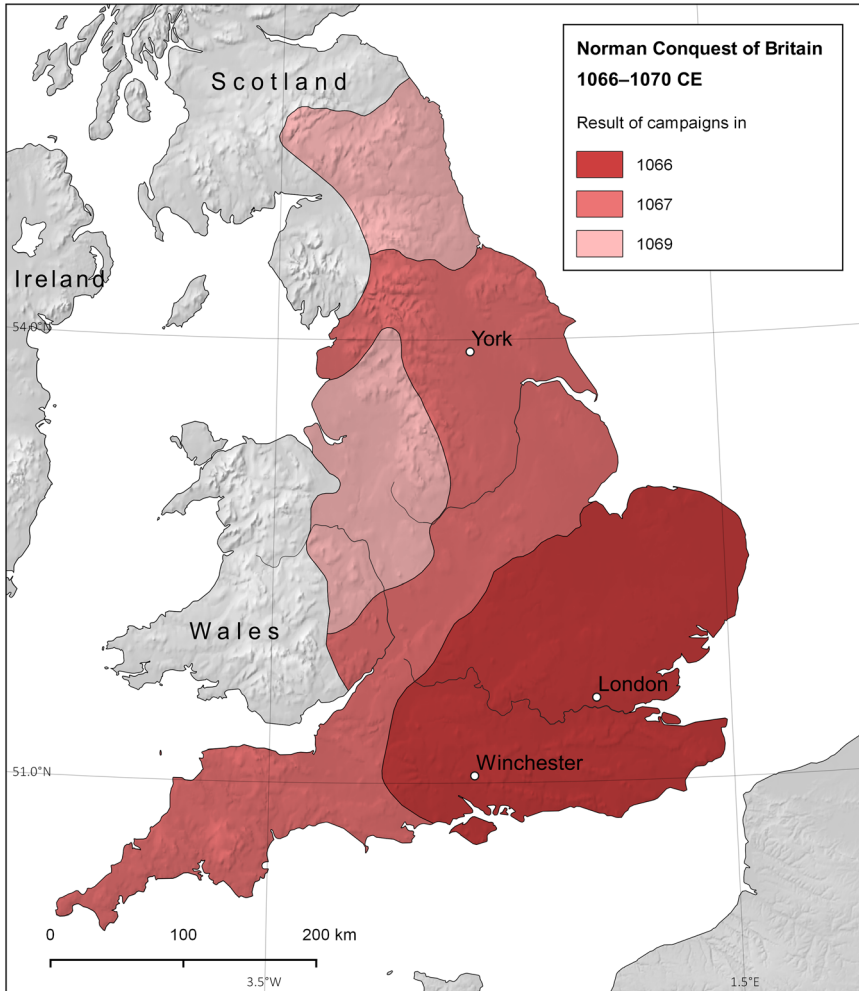 Norman Conquest of Britain
1066–1070 CE
Result of campaigns in
1066
1067
1069
Scotland
Ireland
54.0°N
York
Wales
London
51.0°N
Winchester
0 100 200 km
3.5°W
1.5°E